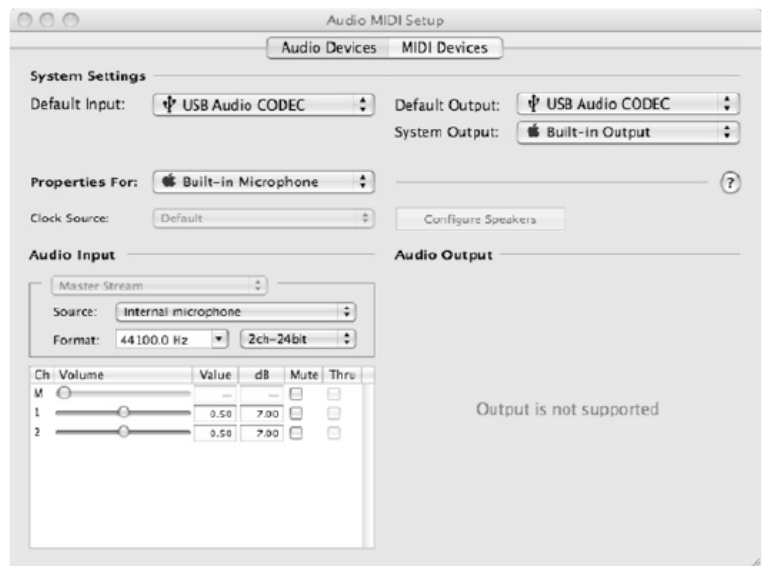 Audio MIDI Setup
Audio Devices MIDI Devices
System Settings
Default Input: USB Audio CODEC
Default Output: USB Audio CODEC
System Output: Built-in Output
Properties For: Built-in Microphone
?
Clock Source: Default
Configure Speakers
Audio Input
Audio Output
Master Stream
Source: Internal microphone
Format: 44100.0 Hz 2ch-24bit
Ch Volume Value dB Mute Thru
M — —
1 0.50 7.00
2 0.50 7.00
Output is not supported